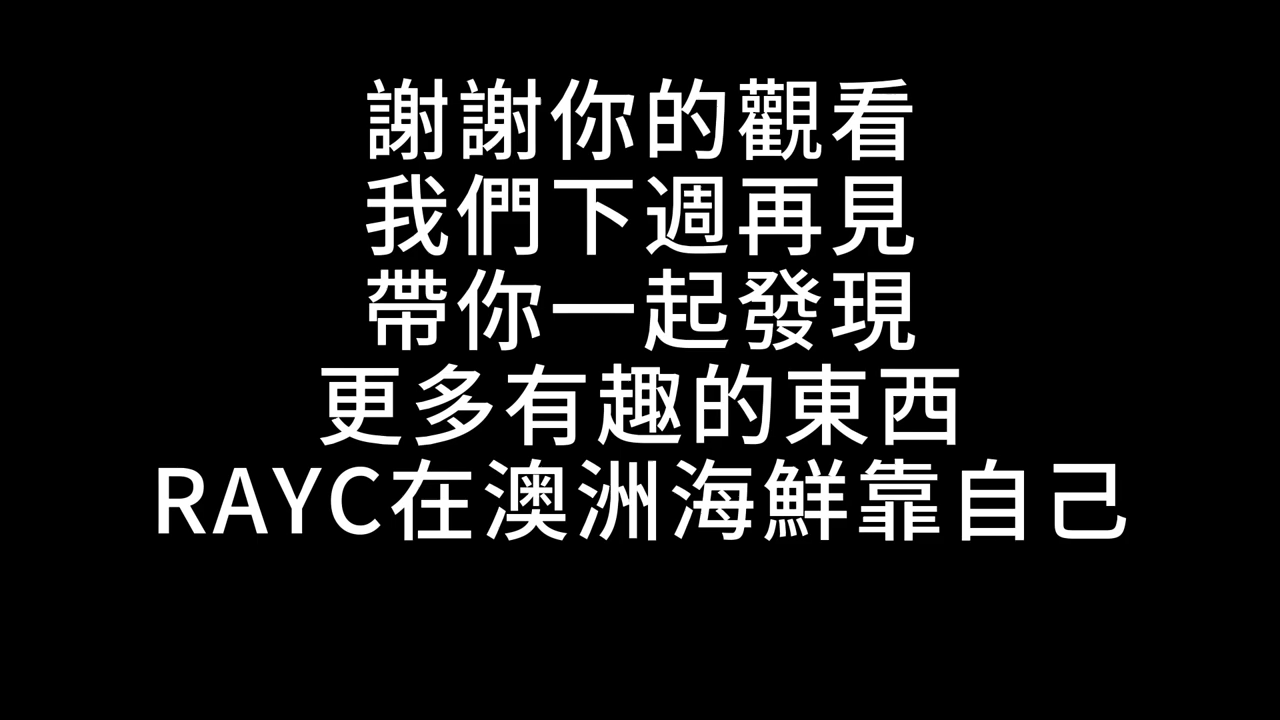 謝謝你的觀看
我們下週再見
帶你一起發現
更多有趣的東西
RAYC在澳洲海鮮靠自己